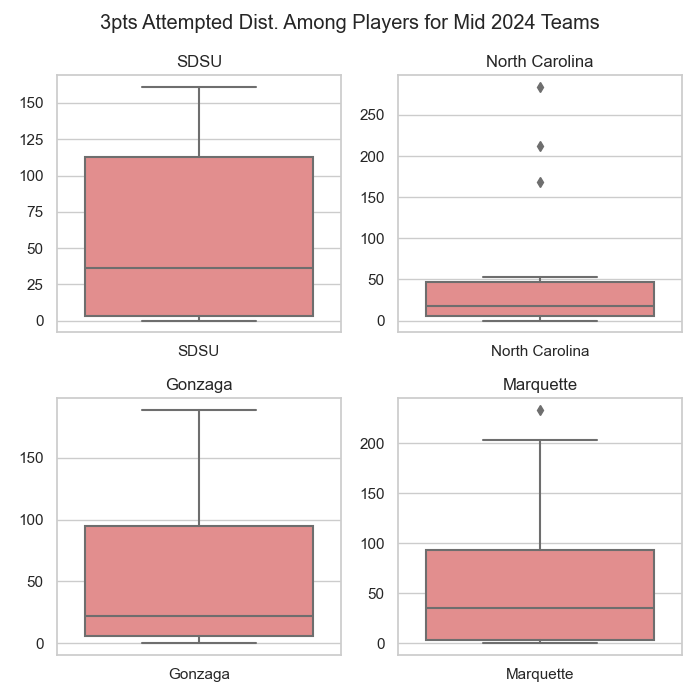 3pts Attempted Dist. Among Players for Mid 2024 Teams
SDSU
150
125
100
75
50
25
0
SDSU
North Carolina
250
200
150
100
50
0
North Carolina
Gonzaga
150
100
50
0
Gonzaga
Marquette
200
150
100
50
0
Marquette